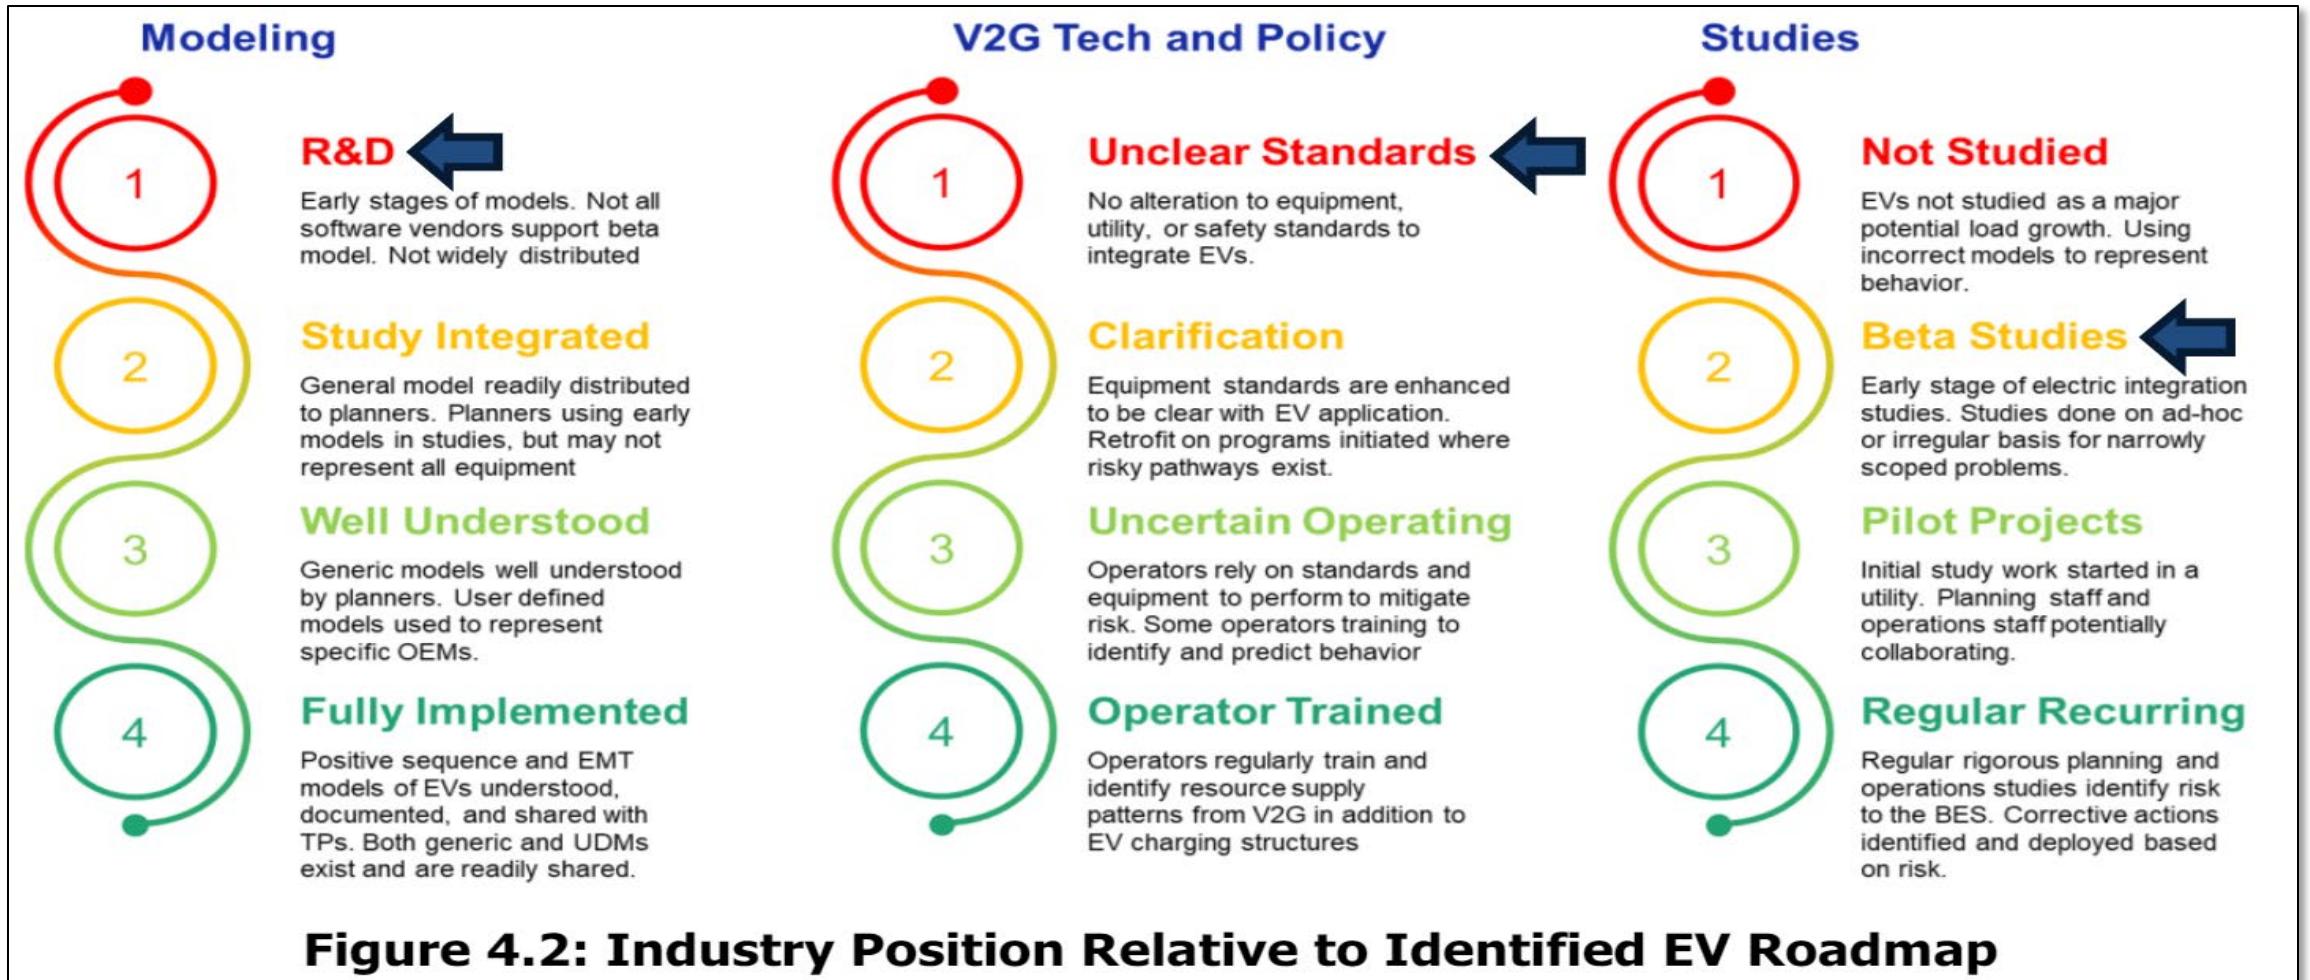 Modeling
1
R&D
Early stages of models. Not all
software vendors support beta
model. Not widely distributed
2
Study Integrated
General model readily distributed
to planners. Planners using early
models in studies, but may not
represent all equipment
3
Well Understood
Generic models well understood
by planners. User defined
models used to represent
specific OEMs.
4
Fully Implemented
Positive sequence and EMT
models of EVs understood,
documented, and shared with
TPs. Both generic and UDMs
exist and are readily shared.
V2G Tech and Policy
1
Unclear Standards
No alteration to equipment,
utility, or safety standards to
integrate EVs.
2
Clarification
Equipment standards are enhanced
to be clear with EV application.
Retrofit on programs initiated where
risky pathways exist.
3
Uncertain Operating
Operators rely on standards and
equipment to perform to mitigate
risk. Some operators training to
identify and predict behavior
4
Operator Trained
Operators regularly train and
identify resource supply
patterns from V2G in addition to
EV charging structures
Studies
1
Not Studied
EVs not studied as a major
potential load growth. Using
incorrect models to represent
behavior.
2
Beta Studies
Early stage of electric integration
studies. Studies done on ad-hoc
or irregular basis for narrowly
scoped problems.
3
Pilot Projects
Initial study work started in a
utility. Planning staff and
operations staff potentially
collaborating.
4
Regular Recurring
Regular rigorous planning and
operations studies identify risk
to the BES. Corrective actions
identified and deployed based
on risk.
Figure 4.2: Industry Position Relative to Identified EV Roadmap